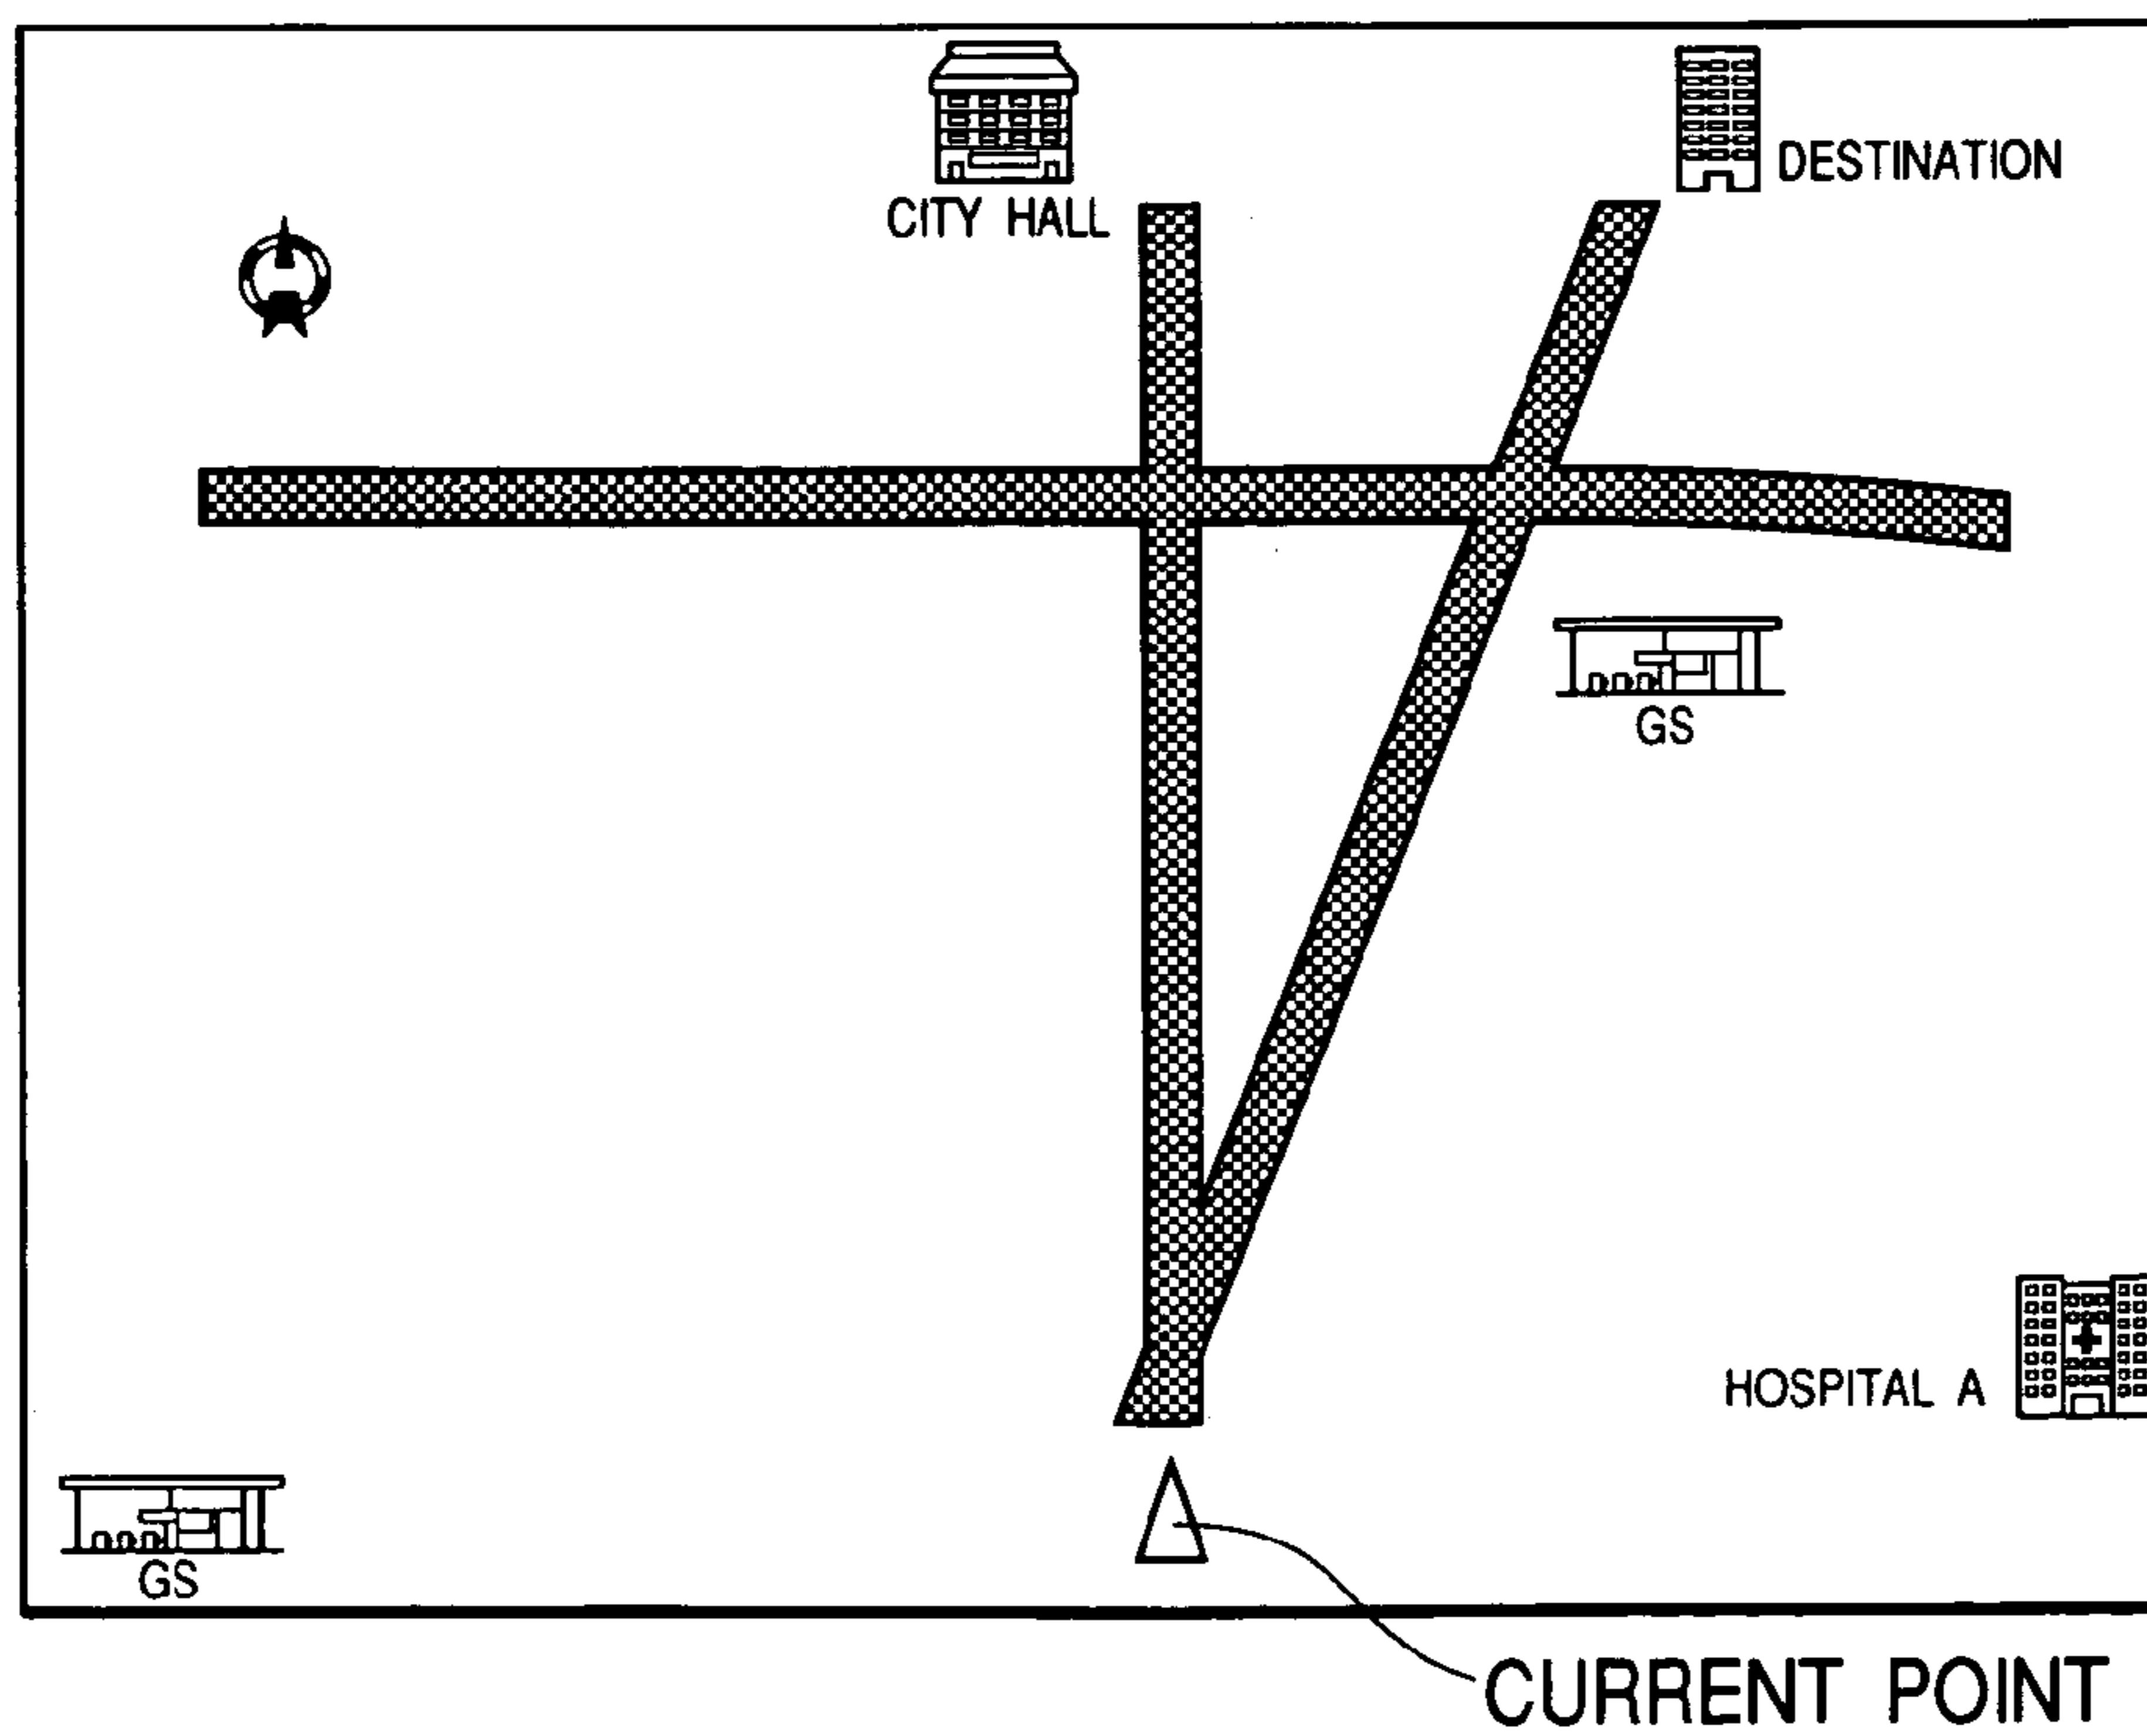 DESTINATION
CITY HALL
GS
HOSPITAL A
GS
CURRENT POINT